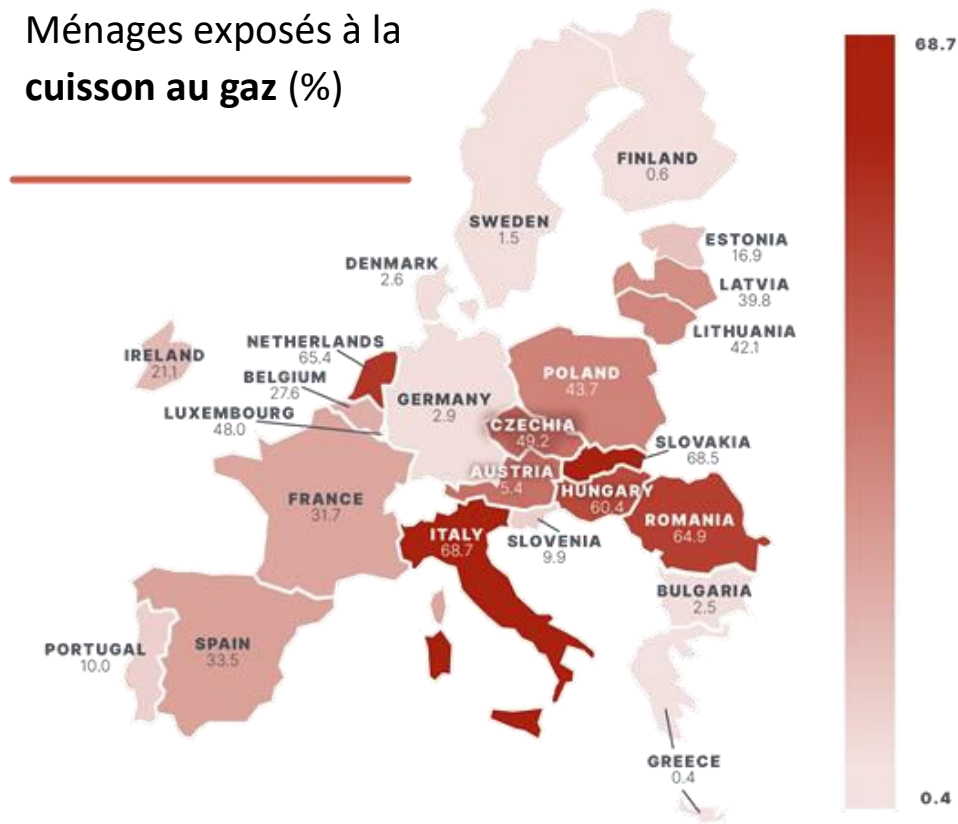 Ménages exposés à la
cuisson au gaz (%)
68.7
FINLAND
0.6
SWEDEN
1.5
ESTONIA
16.9
DENMARK
2.6
LATVIA
39.8
LITHUANIA
42.1
NETHERLANDS
65.4
IRELAND
21.1
BELGIUM
27.6
POLAND
43.7
GERMANY
2.9
LUXEMBOURG
48.0
CZECHIA
49.2
SLOVAKIA
68.5
AUSTRIA
5.4
HUNGARY
60.4
FRANCE
31.7
ROMANIA
64.9
ITALY
68.7
SLOVENIA
9.9
BULGARIA
2.5
PORTUGAL
10.0
SPAIN
33.5
GREECE
0.4
0.4